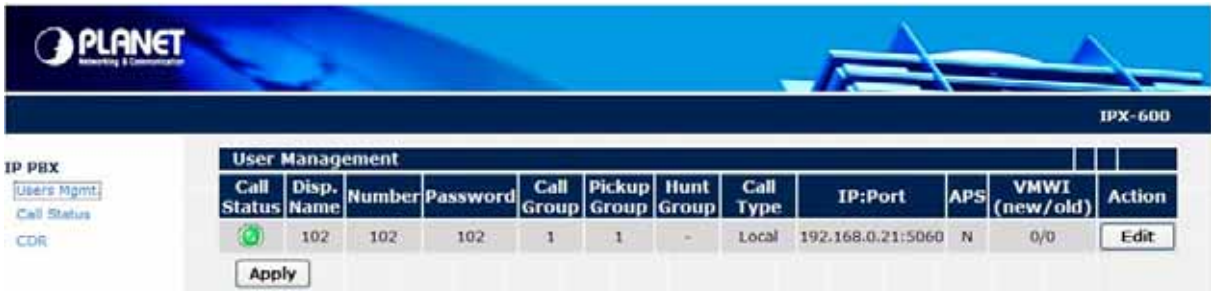 PLANET
Networking & Communication
IPX-600
IP PBX
Users Mgmt.
Call Status
CDR
User Management
Call Status Disp. Name Number Password Call Group Pickup Group Hunt Group Call Type IP:Port APS VMWI (new/old) Action
102 102 102 1 1 - Local 192.168.0.21:5060 N 0/0 Edit
Apply